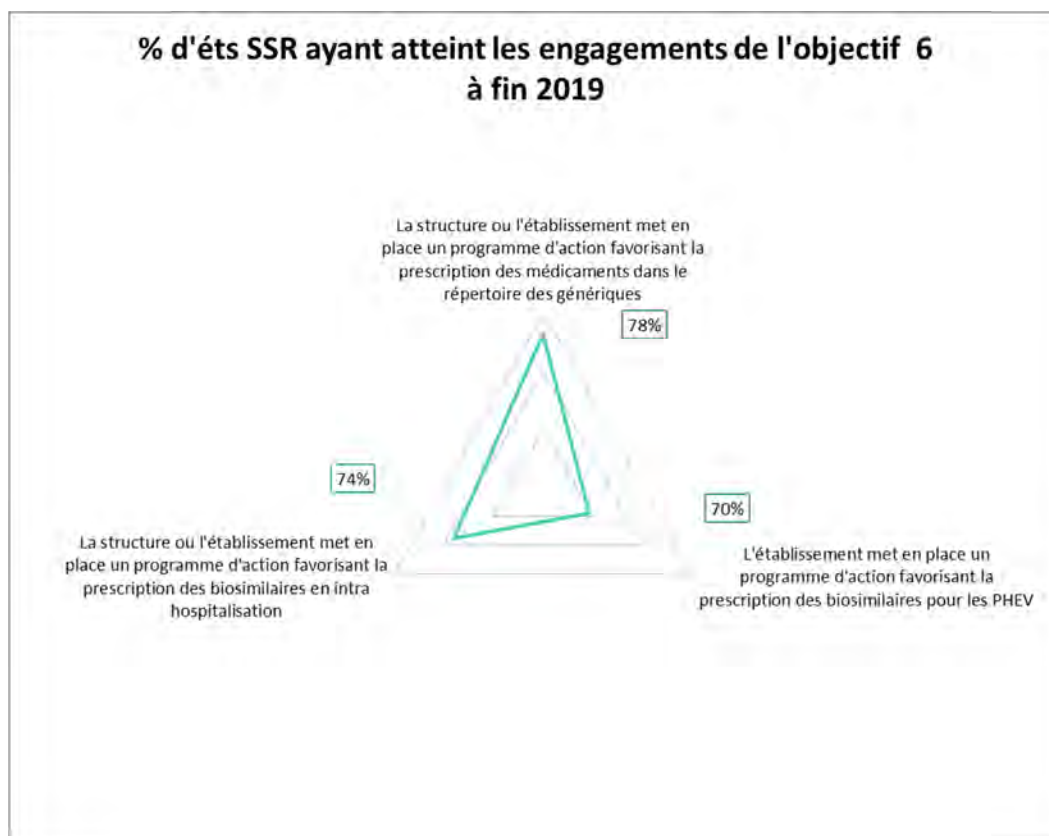 % d'éts SSR ayant atteint les engagements de l'objectif 6
à fin 2019
La structure ou l'établissement met en
place un programme d'action favorisant la
prescription des médicaments dans le
répertoire des génériques
78%
74%
La structure ou l'établissement met en
place un programme d'action favorisant la
prescription des biosimilaires en intra
hospitalisation
70%
L'établissement met en place un
programme d'action favorisant la
prescription des biosimilaires pour les PHEV